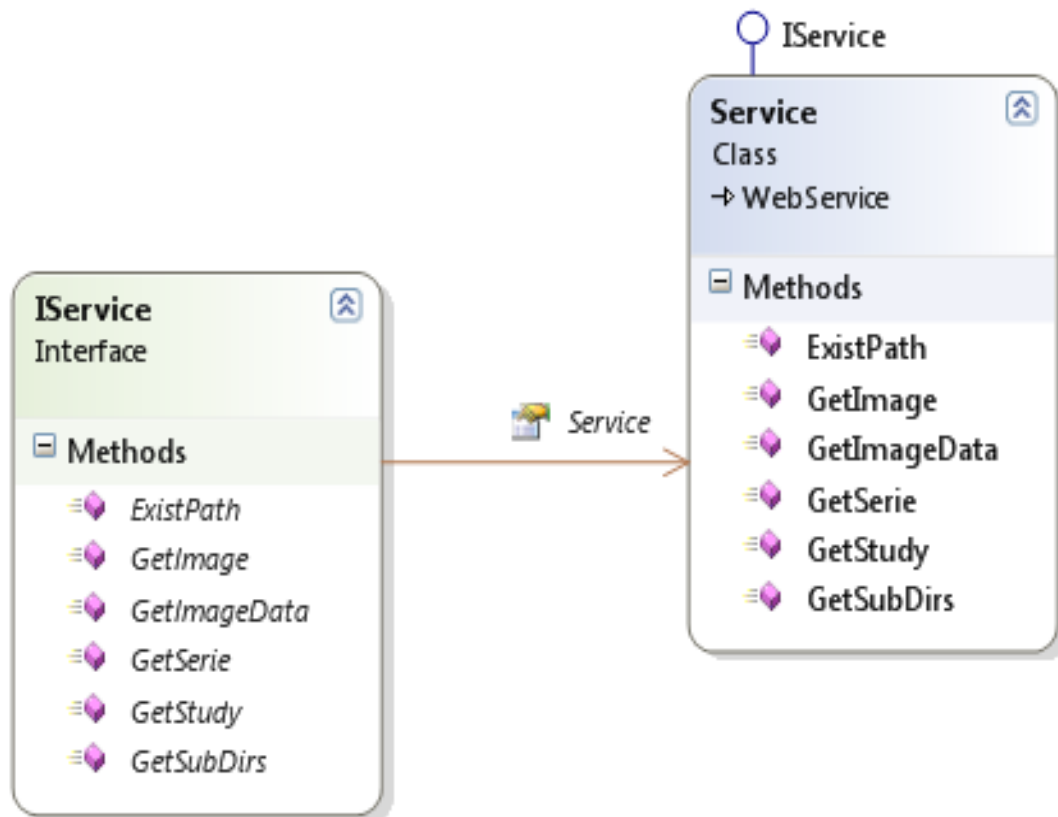 IService
Service
Class
WebService
Methods
ExistPath
GetImage
GetImageData
GetSerie
GetStudy
GetSubDirs
Service
IService
Interface
Methods
ExistPath
GetImage
GetImageData
GetSerie
GetStudy
GetSubDirs